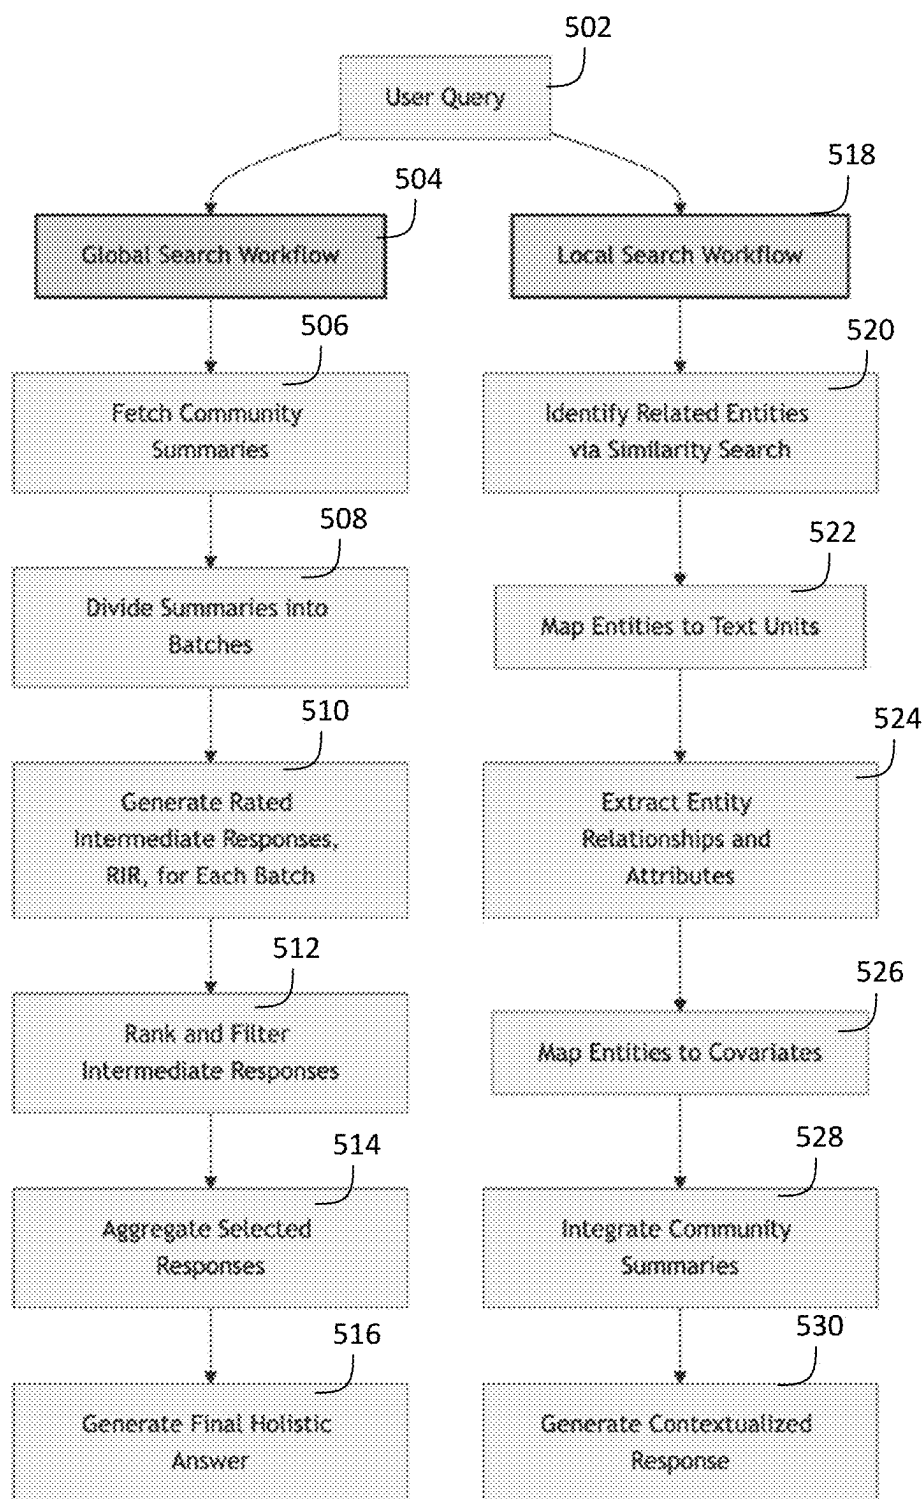 502
User Query
504
Global Search Workflow
506
Fetch Community
Summaries
508
Divide Summaries into
Batches
510
Generate Rated
Intermediate Responses,
RIR, for Each Batch
512
Rank and Filter
Intermediate Responses
514
Aggregate Selected
Responses
516
Generate Final Holistic
Answer
518
Local Search Workflow
520
Identify Related Entities
via Similarity Search
522
Map Entities to Text Units
524
Extract Entity
Relationships and
Attributes
526
Map Entities to Covariates
528
Integrate Community
Summaries
530
Generate Contextualized
Response